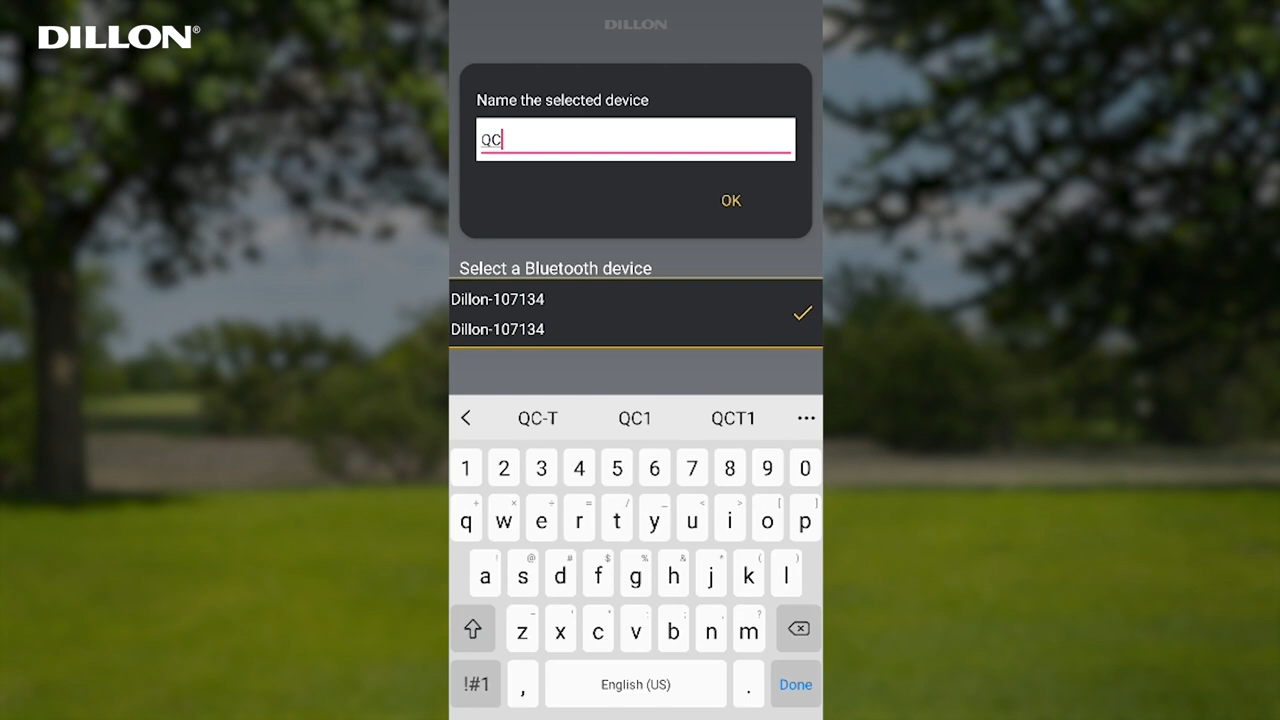 DILLON®
DILLON
Name the selected device
QC
OK
Select a Bluetooth device
Dillon-107134
Dillon-107134
QC-T QC1 QCT1 •••
1 2 3 4 5 6 7 8 9 0
q w e r t y u i o p
a s d f g h j k l
z x c v b n m
!#1 , English (US) . Done